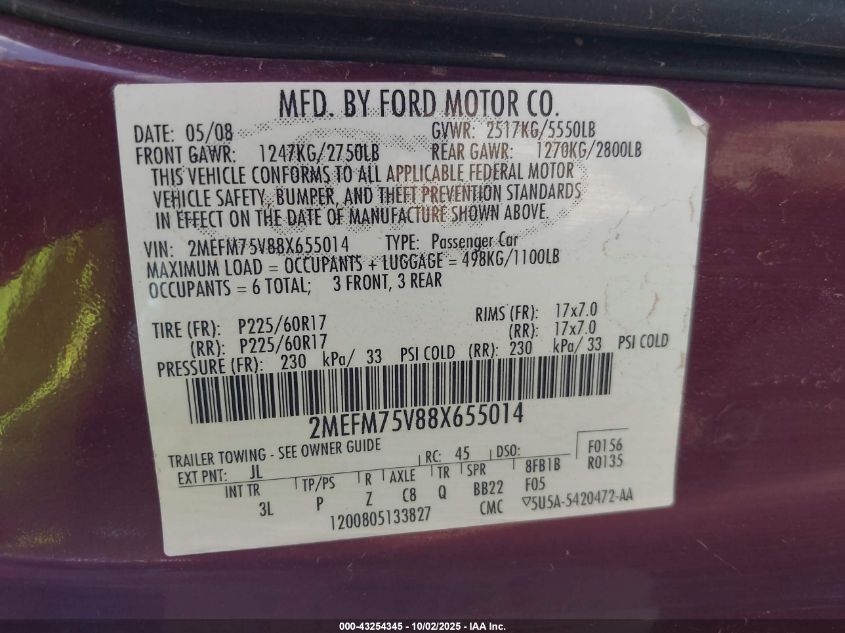 MFD. BY FORD MOTOR CO.
DATE: 05/08 GVWR: 2517KG/5550LB
FRONT GAWR: 1247KG/2750LB REAR GAWR: 1270KG/2800LB
THIS VEHICLE CONFORMS TO ALL APPLICABLE FEDERAL MOTOR
VEHICLE SAFETY, BUMPER, AND THEFT PREVENTION STANDARDS
IN EFFECT ON THE DATE OF MANUFACTURE SHOWN ABOVE.
VIN: 2MEFM75V88X655014 TYPE: Passenger Car
MAXIMUM LOAD = OCCUPANTS + LUGGAGE = 498KG/1100LB
OCCUPANTS = 6 TOTAL; 3 FRONT, 3 REAR
TIRE (FR): P225/60R17 RIMS (FR): 17x7.0
(RR): P225/60R17 (RR): 17x7.0
PRESSURE (FR): 230 kPa/ 33 PSI COLD (RR): 230 kPa/ 33 PSI COLD
2MEFM75V88X655014
TRAILER TOWING - SEE OWNER GUIDE RC: 45 DSO: F0156
EXT PNT: JL R0135
INT TR TP/PS R AXLE TR SPR 8FB1B
3L P Z C8 Q BB22 F05
1200805133827 CMC ▽5U5A-5420472-AA
000-43254345 | 10/02/2025 - IAA Inc.